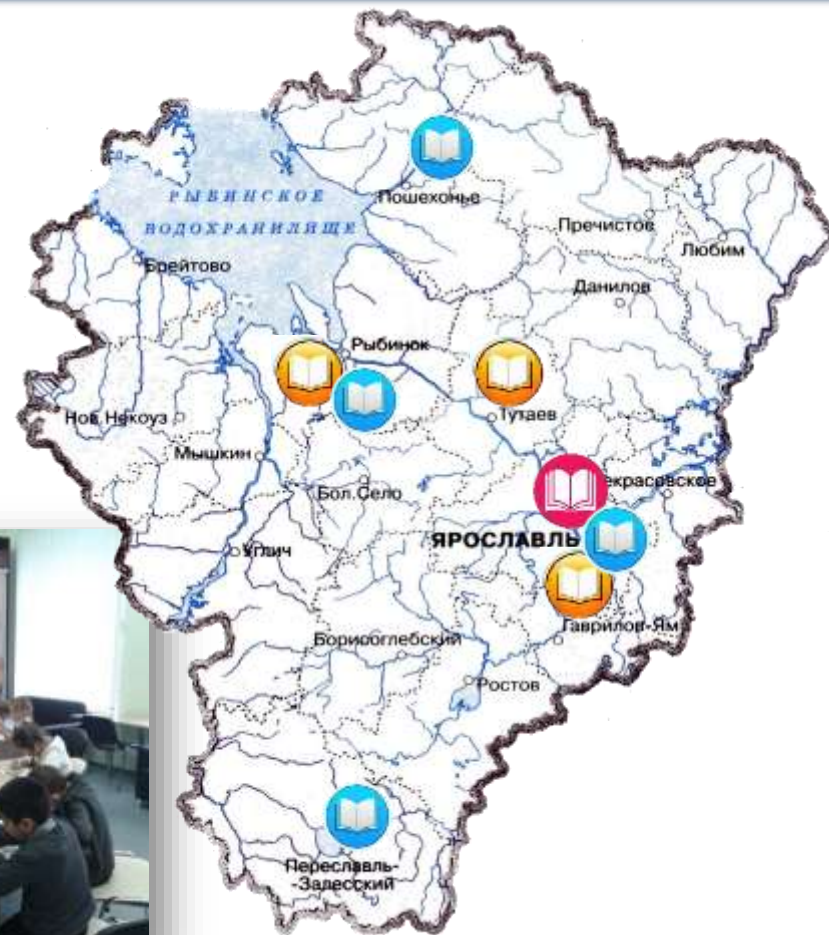 Пошехонье
РЫБИНСКОЕ
ВОДОХРАНИЛИЩЕ
Пречистое
Любим
Брейтово
Данилов
Рыбинск
Тутаев
Нов.Некоуз
Мышкин
Бол.Село
екрасовское
ЯРОСЛАВЛЬ
Углич
Гаврилов-Ям
Борисоглебский
Ростов
Переславль-
-Залесский